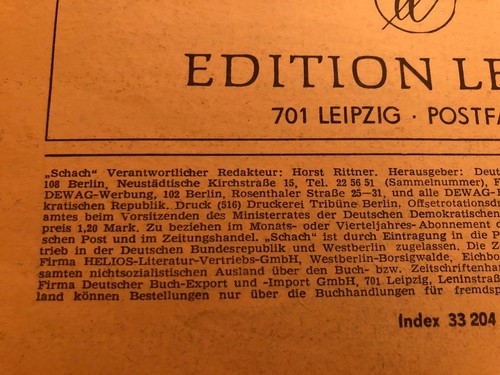 EDITION LE
701 LEIPZIG · POSTFA
„Schach" Verantwortlicher Redakteur: Horst Rittner. Herausgeber: Deut
108 Berlin, Neustädtische Kirchstraße 15, Tel. 22 56 51 (Sammelnummer), F
DEWAG-Werbung, 102 Berlin, Rosenthaler Straße 25—31, und alle DEWAG-
kratischen Republik. Druck (516) Druckerei Tribüne Berlin. Offsetrotationsd
amtes beim Vorsitzenden des Ministerrates der Deutschen Demokratischen
preis 1,20 Mark. Zu beziehen im Monats- oder Vierteljahres-Abonnement
schen Post und im Zeitungshandel. „Schach" ist durch Eintragung in die P
trieb in der Deutschen Bundesrepublik und Westberlin zugelassen. Die Z
Firma HELIOS-Literatur-Vertriebs-GmbH, Westberlin-Borsigwalde, Eichbo
samten nichtsozialistischen Ausland über den Buch- bzw. Zeitschriftenha
Firma Deutscher Buch-Export und -Import GmbH, 701 Leipzig, Leninstraß
land können Bestellungen nur über die Buchhandlungen für fremdsp
Index 33 204